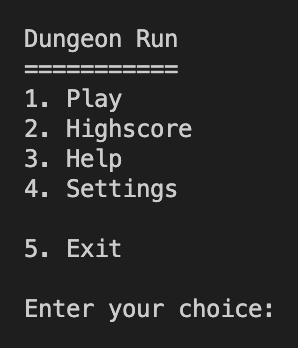 Dungeon Run
===========
1. Play
2. Highscore
3. Help
4. Settings
5. Exit
Enter your choice: